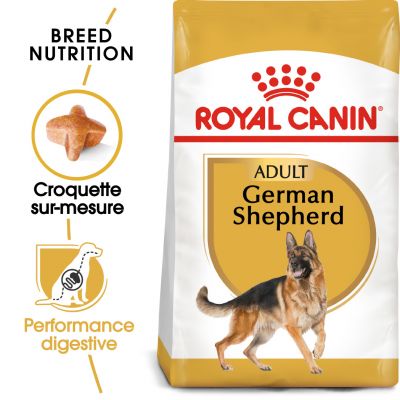 BREED
NUTRITION
Croquette
sur-mesure
Performance
digestive
ROYAL CANIN
ADULT
German
Shepherd